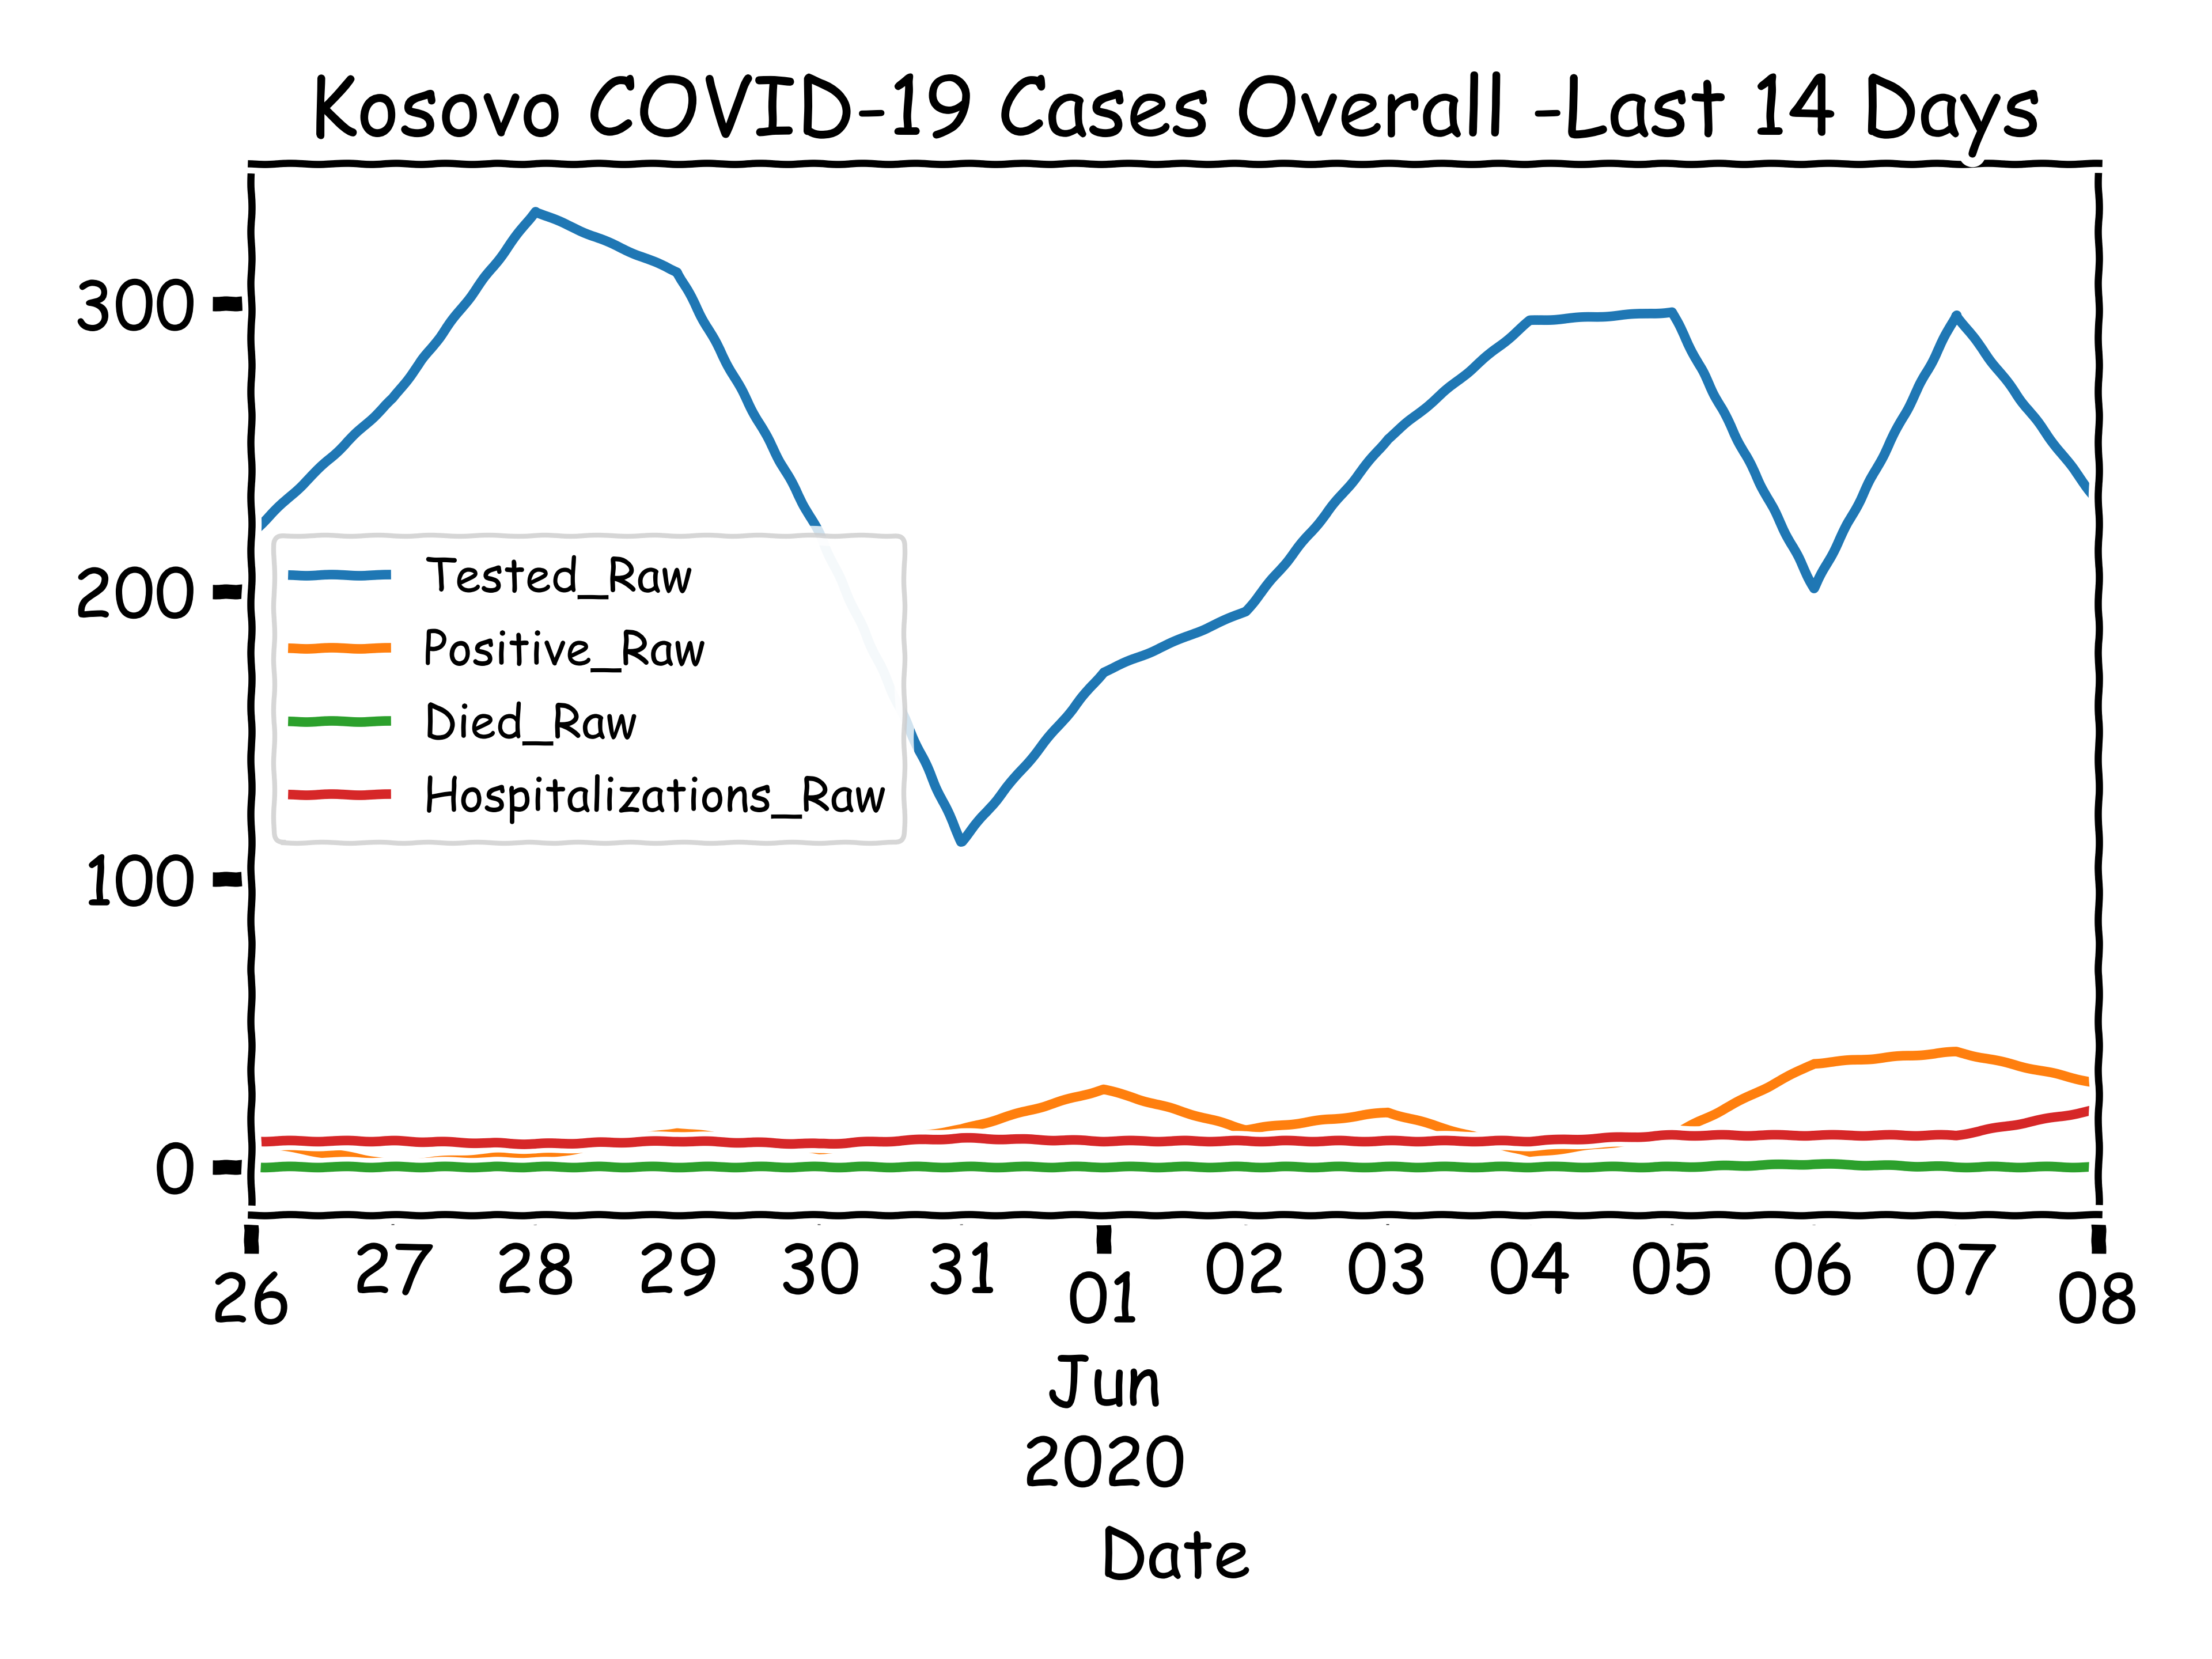 Kosovo COVID-19 Cases Overall -Last 14 Days
300
200
100
0
Tested_Raw
Positive_Raw
Died_Raw
Hospitalizations_Raw
26 27 28 29 30 31 01 02 03 04 05 06 07 08
Jun
2020
Date